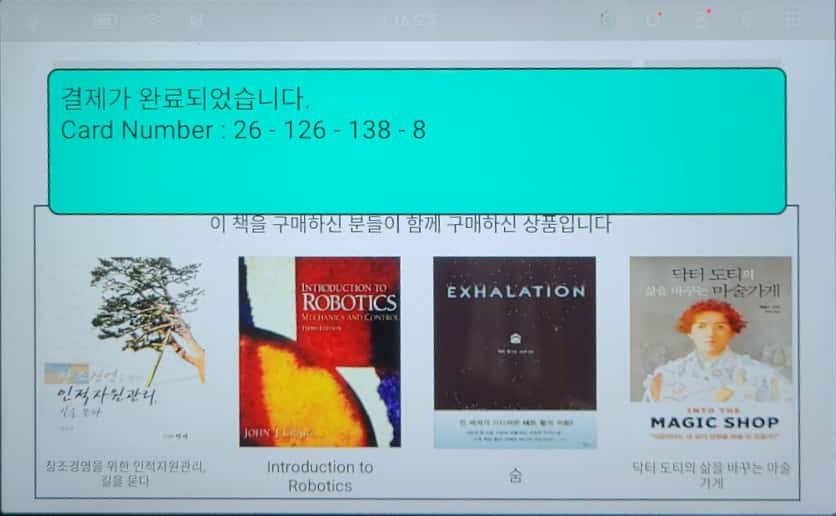 결제가 완료되었습니다.
Card Number : 26 - 126 - 138 - 8
이 책을 구매하신 분들이 함께 구매하신 상품입니다
인적자원관리,
길을 묻다
INTRODUCTION TO
ROBOTICS
MECHANICS AND CONTROL
THIRD EDITION
JOHN J. CRAIG
EXHALATION
닥터 도티의
삶을 바꾸는 마술가게
INTO THE
MAGIC SHOP
창조경영을 위한 인적지원관리,
길을 묻다
Introduction to
Robotics
숨
닥터 도티의 삶을 바꾸는 마술
가게